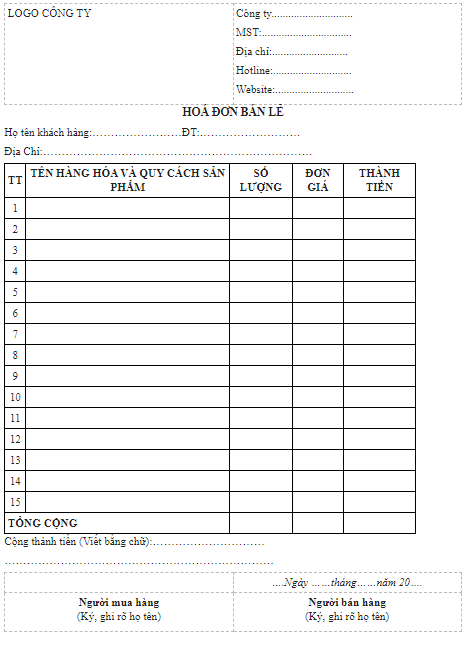 LOGO CÔNG TY
Công ty............................
MST:................................
Địa chỉ:...........................
Hotline:............................
Website:............................
HOÁ ĐƠN BÁN LẺ
Họ tên khách hàng:……………………ĐT:………………………
Địa Chỉ:…………………………………………………………………
TT TÊN HÀNG HÓA VÀ QUY CÁCH SẢN PHẨM SỐ LƯỢNG ĐƠN GIÁ THÀNH TIỀN
1
2
3
4
5
6
7
8
9
10
11
12
13
14
15
TỔNG CỘNG
Cộng thành tiền (Viết bằng chữ):…………………………
…………………………………………………………………
….Ngày ……tháng……năm 20….
Người mua hàng
(Ký, ghi rõ họ tên)
Người bán hàng
(Ký, ghi rõ họ tên)